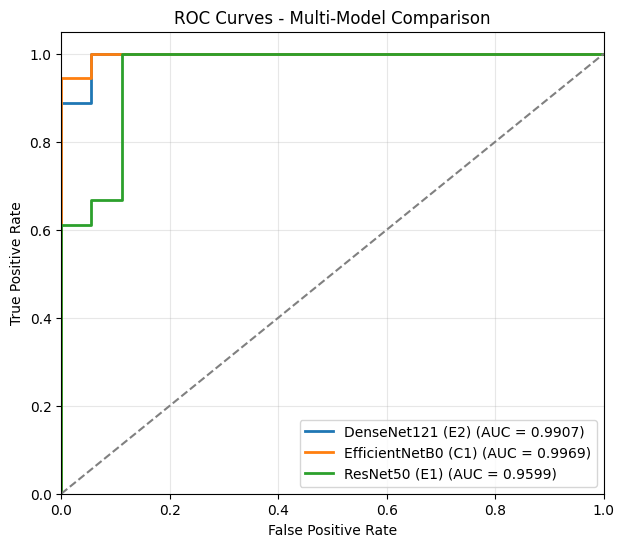 ROC Curves - Multi-Model Comparison
True Positive Rate
1.0
0.8
0.6
0.4
0.2
0.0
0.0 0.2 0.4 0.6 0.8 1.0
False Positive Rate
DenseNet121 (E2) (AUC = 0.9907)
EfficientNetB0 (C1) (AUC = 0.9969)
ResNet50 (E1) (AUC = 0.9599)